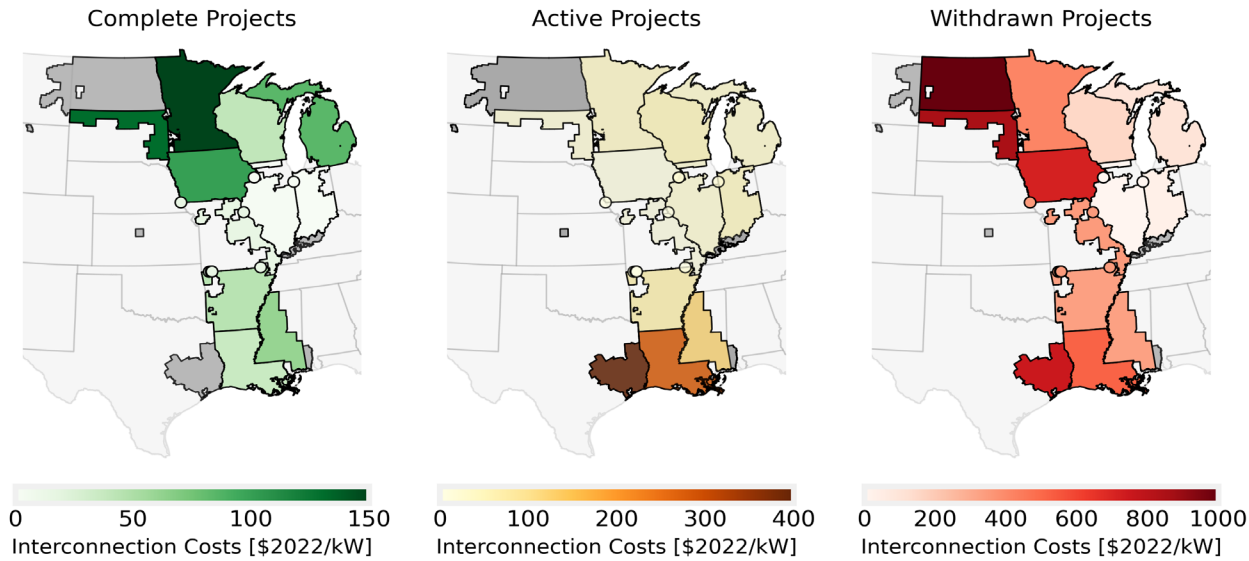 Complete Projects
Active Projects
Withdrawn Projects
0 50 100 150
Interconnection Costs [$2022/kW]
0 100 200 300 400
Interconnection Costs [$2022/kW]
0 200 400 600 800 1000
Interconnection Costs [$2022/kW]